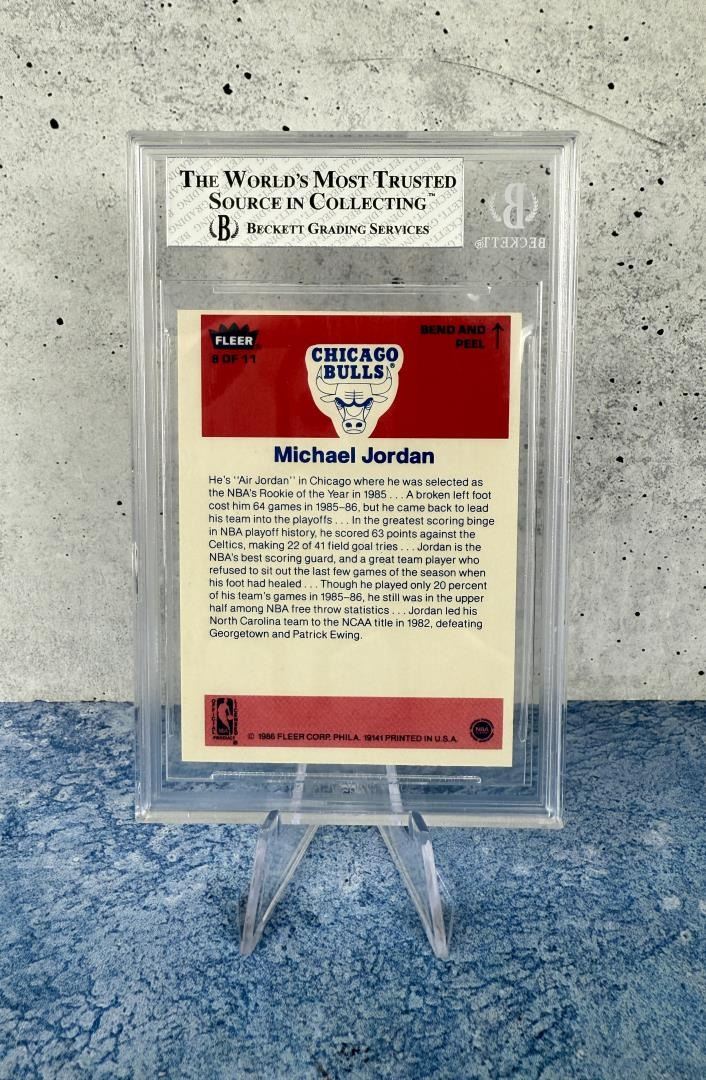 THE WORLD'S MOST TRUSTED
SOURCE IN COLLECTING™
B BECKETT GRADING SERVICES
B
BECKETT®
FLEER
8 OF 11
BEND AND
PEEL
CHICAGO
BULLS®
Michael Jordan
He's "Air Jordan" in Chicago where he was selected as
the NBA's Rookie of the Year in 1985 . . . A broken left foot
cost him 64 games in 1985–86, but he came back to lead
his team into the playoffs . . . In the greatest scoring binge
in NBA playoff history, he scored 63 points against the
Celtics, making 22 of 41 field goal tries . . . Jordan is the
NBA's best scoring guard, and a great team player who
refused to sit out the last few games of the season when
his foot had healed . . . Though he played only 20 percent
of his team's games in 1985–86, he still was in the upper
half among NBA free throw statistics . . . Jordan led his
North Carolina team to the NCAA title in 1982, defeating
Georgetown and Patrick Ewing.
OFFICIAL
LICENSED
PRODUCT
© 1986 FLEER CORP. PHILA. 19141 PRINTED IN U.S.A.
NBA